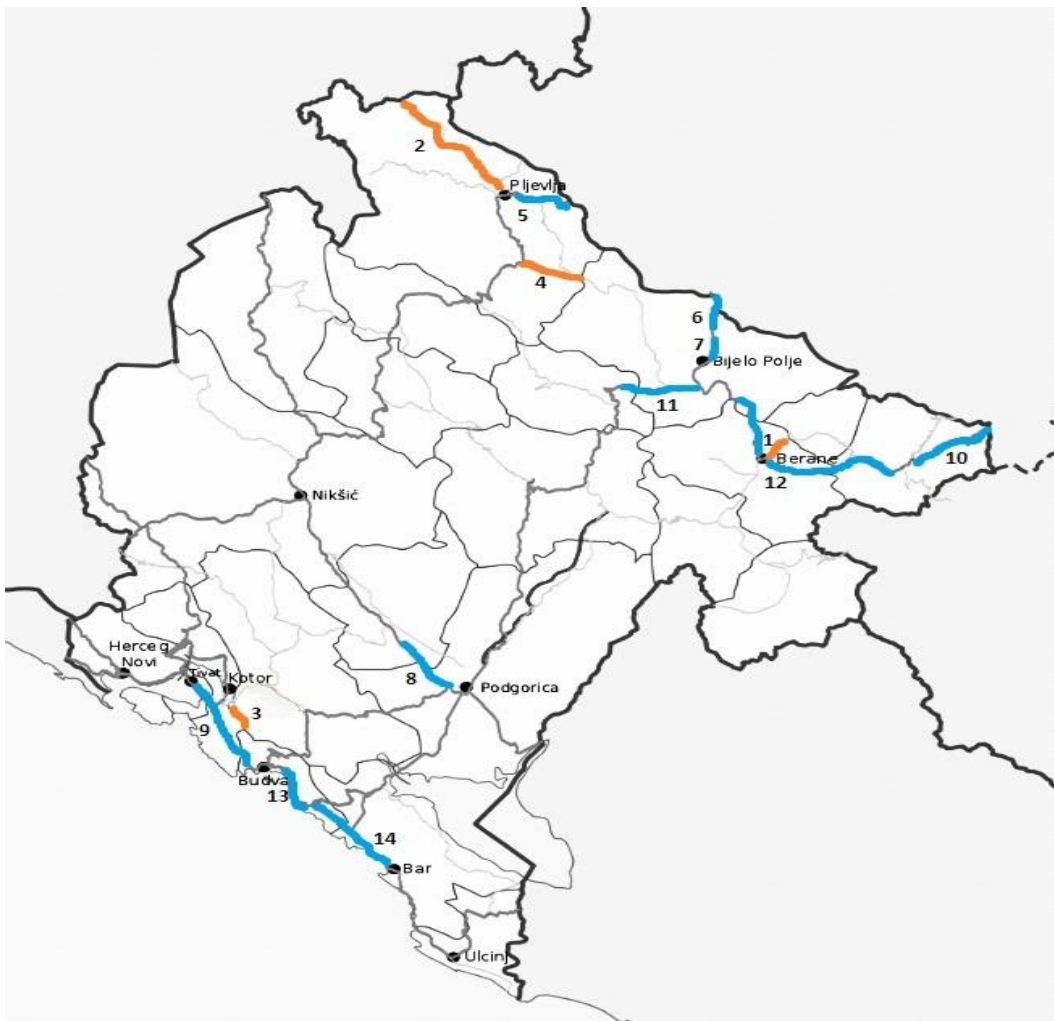 2
Pljevlja
5
4
6
7
Bijelo Polje
11
1
Berane
10
12
Nikšić
Herceg
Novi
Tivat
Kotor
8
Podgorica
3
9
Budva
13
14
Bar
Ulcinj